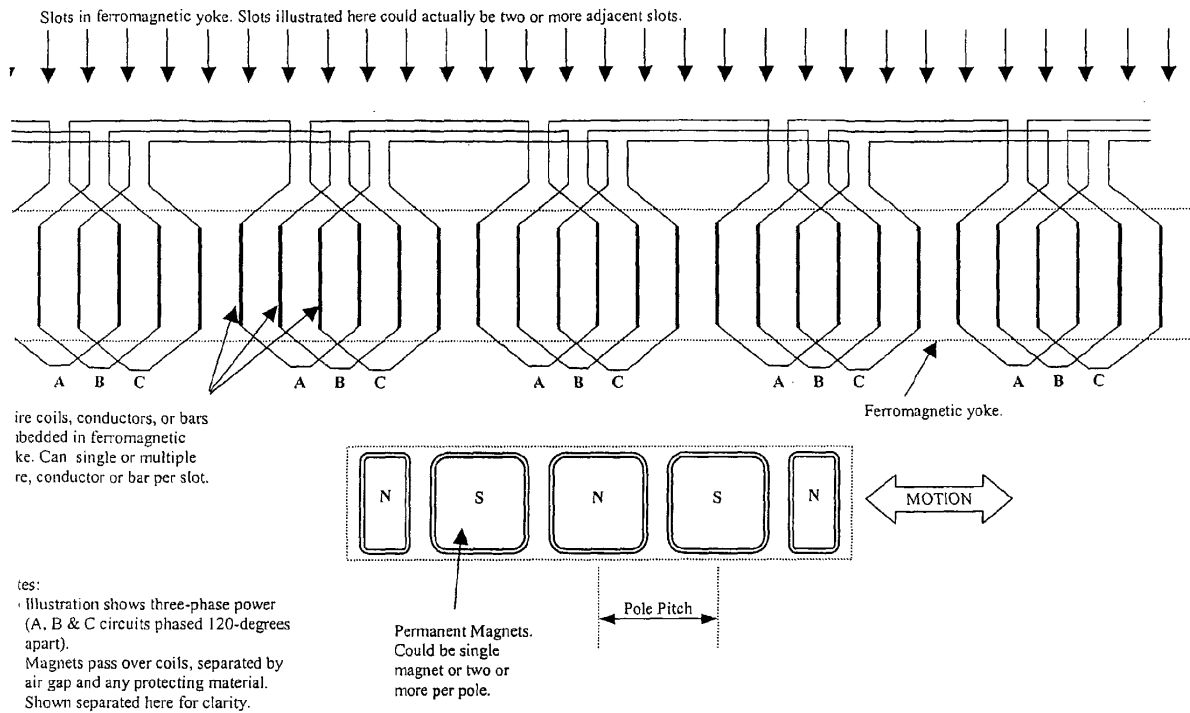 Slots in ferromagnetic yoke. Slots illustrated here could actually be two or more adjacent slots.
A B C A B C A B C A B C A B C
ire coils, conductors, or bars
bedded in ferromagnetic
ke. Can single or multiple
re, conductor or bar per slot.
Ferromagnetic yoke.
N S N S N
MOTION
Pole Pitch
Permanent Magnets.
Could be single
magnet or two or
more per pole.
tes:
Illustration shows three-phase power
(A, B & C circuits phased 120-degrees
apart).
Magnets pass over coils, separated by
air gap and any protecting material.
Shown separated here for clarity.